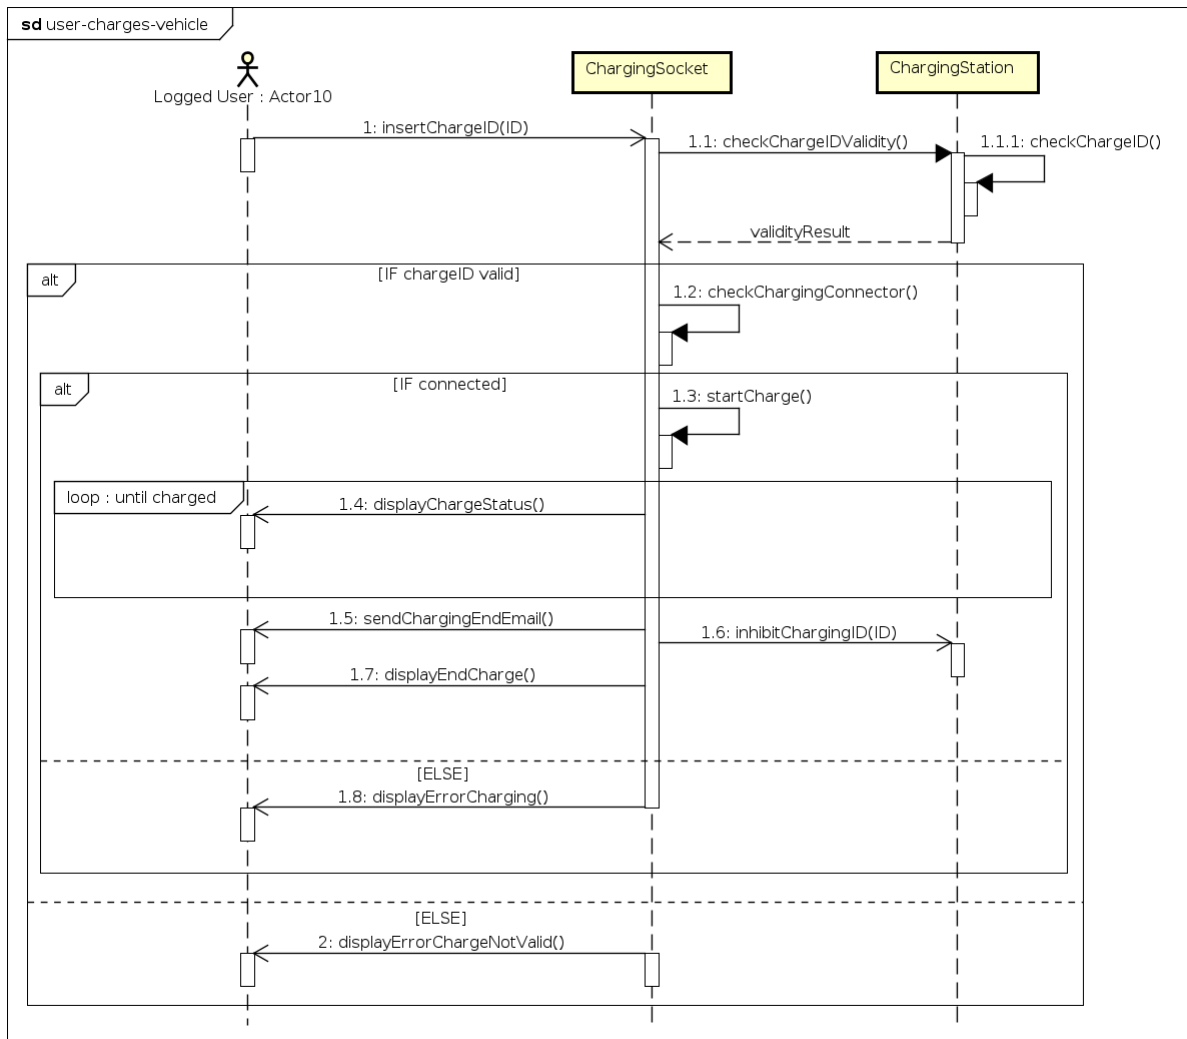 sd user-charges-vehicle
Logged User : Actor10
ChargingSocket
ChargingStation
1: insertChargeID(ID)
1.1: checkChargeIDValidity()
1.1.1: checkChargeID()
validityResult
alt
[IF chargeID valid]
1.2: checkChargingConnector()
alt
[IF connected]
1.3: startCharge()
loop : until charged
1.4: displayChargeStatus()
1.5: sendChargingEndEmail()
1.6: inhibitChargingID(ID)
1.7: displayEndCharge()
[ELSE]
1.8: displayErrorCharging()
[ELSE]
2: displayErrorChargeNotValid()